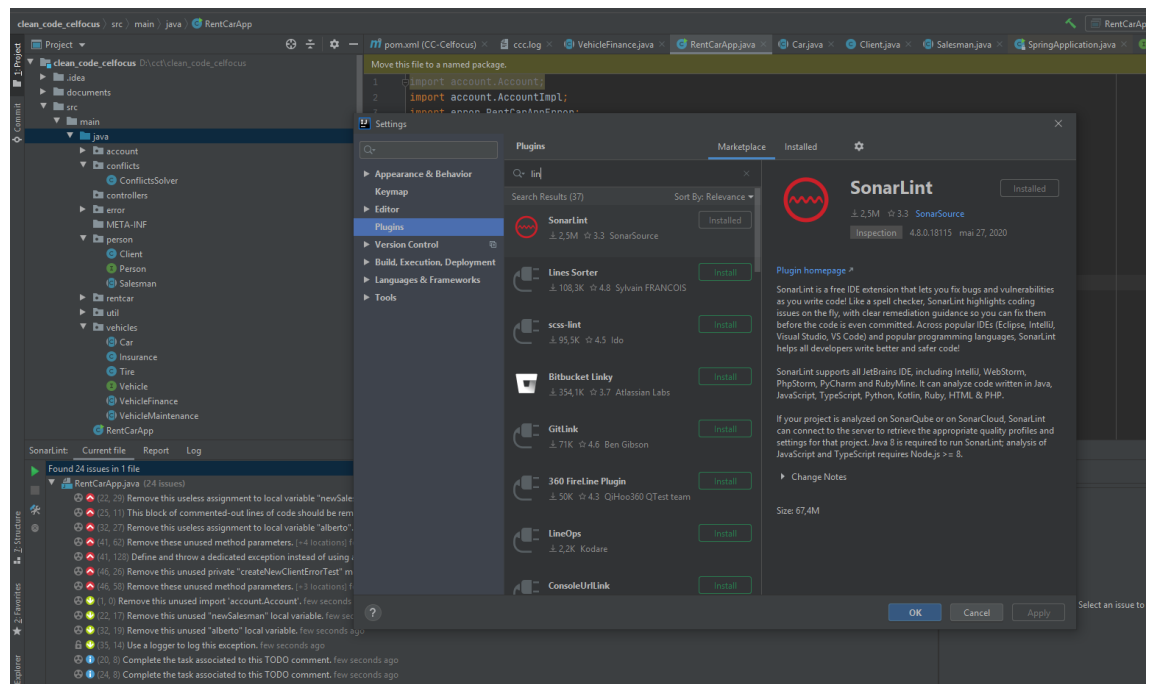 clean_code_celfocus 〉 src 〉 main 〉 java 〉 RentCarApp
RentCarApp
1: Project
Commit
Project
pom.xml (CC-Celfocus) ×
ccc.log ×
VehicleFinance.java ×
RentCarApp.java ×
Car.java ×
Client.java ×
Salesman.java ×
SpringApplication.java ×
clean_code_celfocus D:\cct\clean_code_celfocus
.idea
documents
src
main
java
account
conflicts
ConflictsSolver
controllers
error
META-INF
person
Client
Person
Salesman
rentcar
util
vehicles
Car
Insurance
Tire
Vehicle
VehicleFinance
VehicleMaintenance
RentCarApp
Move this file to a named package.
1 import account.Account;
2 import account.AccountImpl;
3 import error.RentCarAppError;
Settings
Appearance & Behavior
Keymap
Editor
Plugins
Version Control
Build, Execution, Deployment
Languages & Frameworks
Tools
Plugins
Marketplace
Installed
lin
Search Results (37)
Sort By: Relevance
SonarLint
2,5M 3.3 SonarSource
Installed
Lines Sorter
108,3K 4.8 Sylvain FRANCOIS
Install
scss-lint
95,5K 4.5 Ido
Install
Bitbucket Linky
354,1K 3.7 Atlassian Labs
Install
GitLink
71K 4.6 Ben Gibson
Install
360 FireLine Plugin
50K 4.3 QiHoo360 QTest team
Install
LineOps
2,2K Kodare
Install
ConsoleUrlLink
Install
SonarLint
Installed
2,5M 3.3 SonarSource
Inspection 4.8.0.18115 mai 27, 2020
Plugin homepage
SonarLint is a free IDE extension that lets you fix bugs and vulnerabilities
as you write code! Like a spell checker, SonarLint highlights coding
issues on the fly, with clear remediation guidance so you can fix them
before the code is even committed. Across popular IDEs (Eclipse, IntelliJ,
Visual Studio, VS Code) and popular programming languages, SonarLint
helps all developers write better and safer code!
SonarLint supports all JetBrains IDE, including IntelliJ, WebStorm,
PhpStorm, PyCharm and RubyMine. It can analyze code written in Java,
JavaScript, TypeScript, Python, Kotlin, Ruby, HTML & PHP.
If your project is analyzed on SonarQube or on SonarCloud, SonarLint
can connect to the server to retrieve the appropriate quality profiles and
settings for that project. Java 8 is required to run SonarLint; analysis of
JavaScript and TypeScript requires Node.js >= 8.
Change Notes
Size: 67,4M
?
OK
Cancel
Apply
SonarLint: Current file Report Log
Found 24 issues in 1 file
RentCarApp.java (24 issues)
(22, 29) Remove this useless assignment to local variable "newSale
(25, 11) This block of commented-out lines of code should be rem
(32, 27) Remove this useless assignment to local variable "alberto".
(41, 62) Remove these unused method parameters. [+4 locations] f
(41, 128) Define and throw a dedicated exception instead of using a
(46, 26) Remove this unused private "createNewClientErrorTest" m
(46, 58) Remove these unused method parameters. [+3 locations] f
(1, 0) Remove this unused import 'account.Account'. few seconds
(22, 17) Remove this unused "newSalesman" local variable. few sec
(32, 19) Remove this unused "alberto" local variable. few seconds ago
(35, 14) Use a logger to log this exception. few seconds ago
(20, 8) Complete the task associated to this TODO comment. few seconds ago
(24, 8) Complete the task associated to this TODO comment. few seconds ago
Select an issue to
Z: Structure
2: Favorites
Explorer